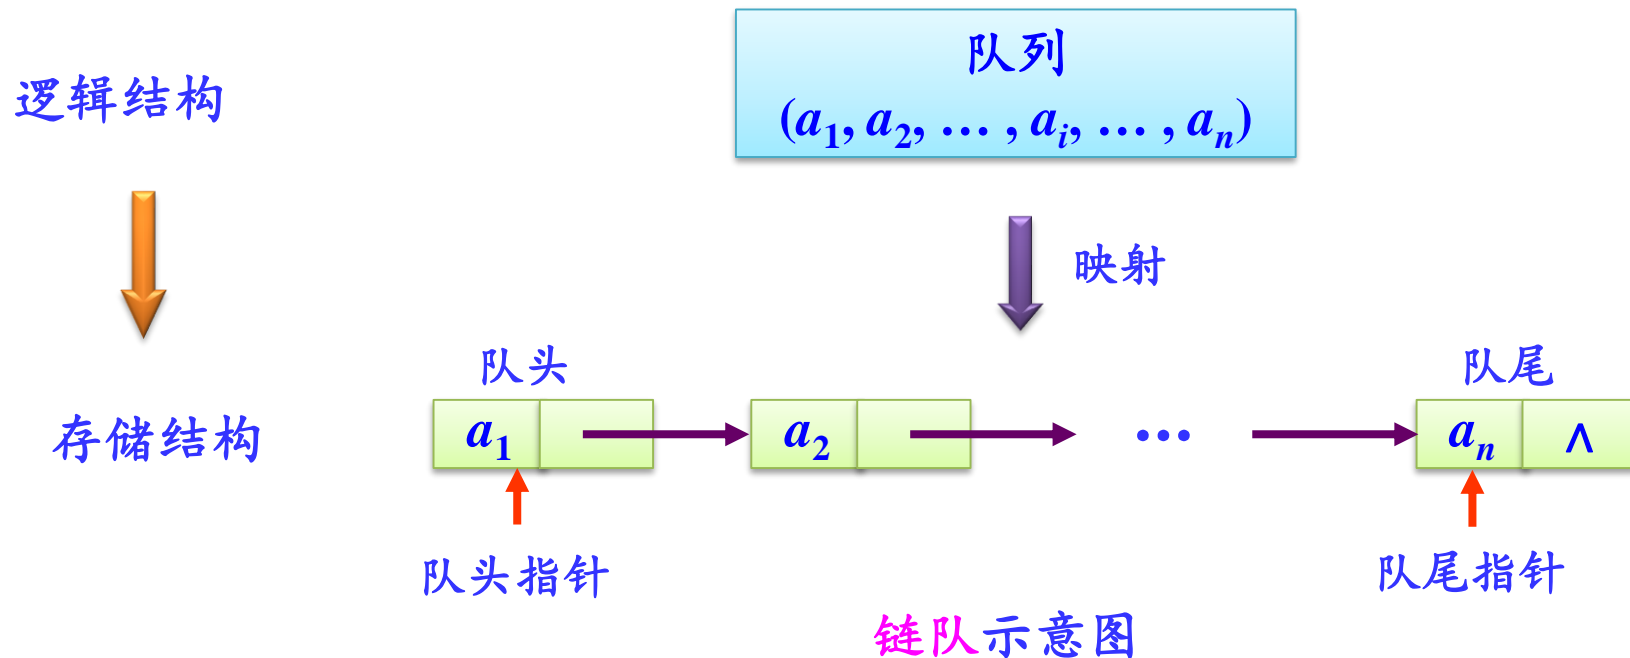 队列
(a1, a2, … , ai, … , an)
逻辑结构
映射
队头
队尾
存储结构
a1
a2
…
an
∧
队头指针
队尾指针
链队示意图